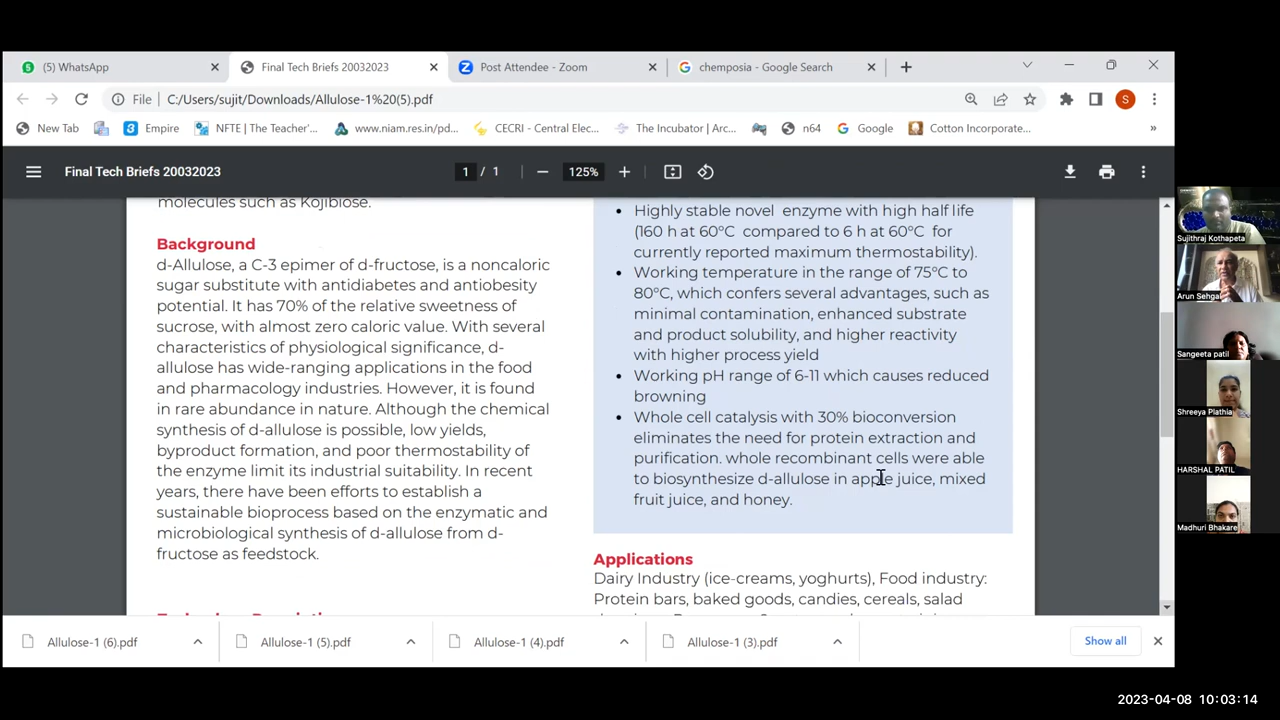 (5) WhatsApp
Final Tech Briefs 20032023
Post Attendee - Zoom
chemposia - Google Search
File
C:/Users/sujit/Downloads/Allulose-1%20(5).pdf
S
New Tab
Empire
NFTE | The Teacher'...
www.niam.res.in/pd...
CECRI - Central Elec...
The Incubator | Arc...
n64
Google
Cotton Incorporate...
»
Final Tech Briefs 20032023
1 / 1
125%
molecules such as Kojibiose.
Background
d-Allulose, a C-3 epimer of d-fructose, is a noncaloric
sugar substitute with antidiabetes and antiobesity
potential. It has 70% of the relative sweetness of
sucrose, with almost zero caloric value. With several
characteristics of physiological significance, d-
allulose has wide-ranging applications in the food
and pharmacology industries. However, it is found
in rare abundance in nature. Although the chemical
synthesis of d-allulose is possible, low yields,
byproduct formation, and poor thermostability of
the enzyme limit its industrial suitability. In recent
years, there have been efforts to establish a
sustainable bioprocess based on the enzymatic and
microbiological synthesis of d-allulose from d-
fructose as feedstock.
• Highly stable novel enzyme with high half life
(160 h at 60°C compared to 6 h at 60°C for
currently reported maximum thermostability).
• Working temperature in the range of 75°C to
80°C, which confers several advantages, such as
minimal contamination, enhanced substrate
and product solubility, and higher reactivity
with higher process yield
• Working pH range of 6-11 which causes reduced
browning
• Whole cell catalysis with 30% bioconversion
eliminates the need for protein extraction and
purification. whole recombinant cells were able
to biosynthesize d-allulose in apple juice, mixed
fruit juice, and honey.
Applications
Dairy Industry (ice-creams, yoghurts), Food industry:
Protein bars, baked goods, candies, cereals, salad
Allulose-1 (6).pdf
Allulose-1 (5).pdf
Allulose-1 (4).pdf
Allulose-1 (3).pdf
Show all
Sujithraj Kothapeta
Arun Sehgal
Sangeeta patil
Shreeya Plathia
HARSHAL PATIL
Madhuri Bhakare
2023-04-08 10:03:14